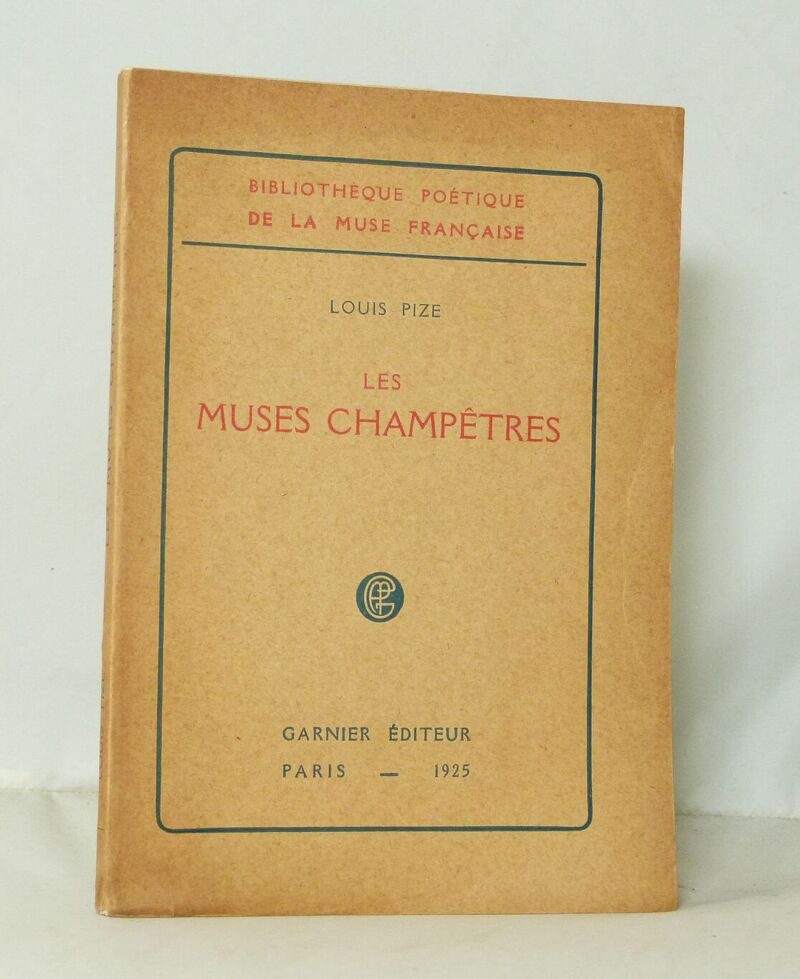 BIBLIOTHÈQUE POÉTIQUE
DE LA MUSE FRANÇAISE
LOUIS PIZE
LES
MUSES CHAMPÊTRES
GARNIER ÉDITEUR
PARIS — 1925